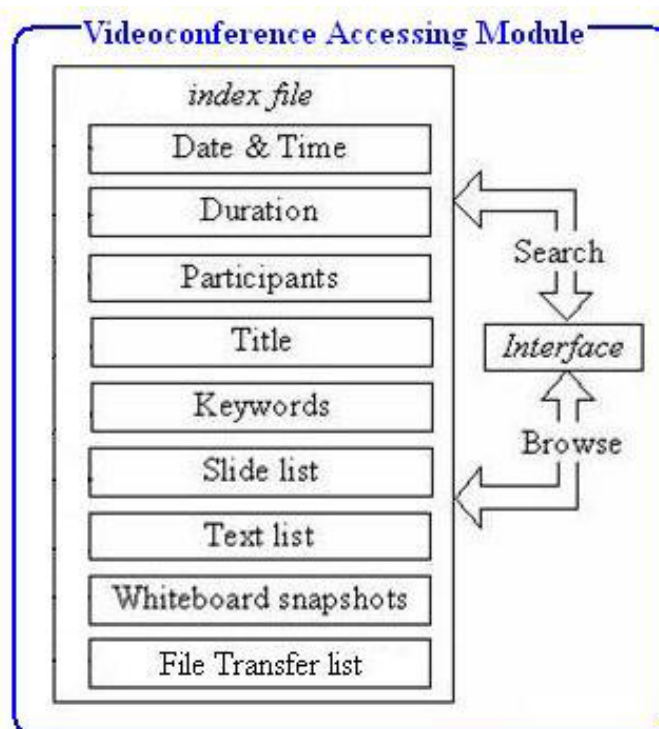 Videoconference Accessing Module
index file
Date & Time
Duration
Participants
Title
Keywords
Slide list
Text list
Whiteboard snapshots
File Transfer list
Search
Interface
Browse